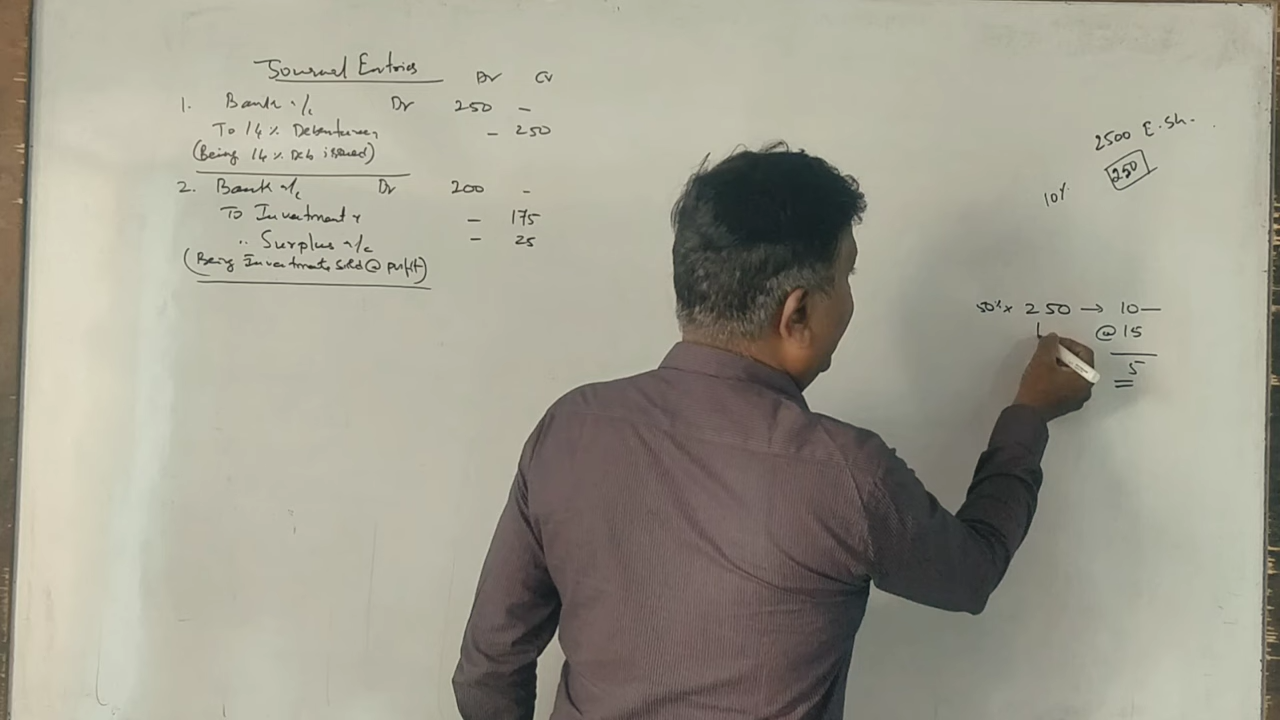 Journal Entries Dr Cr
1. Bank a/c Dr 250 -
To 14% Debentures - 250
(Being 14% Deb issued)
2. Bank a/c Dr 200 -
To Investments - 175
" Surplus a/c - 25
(Being Investments sold @ profit)
2500 E.Sh.
250
10%
50% x 250 → 10 —
@ 15
5